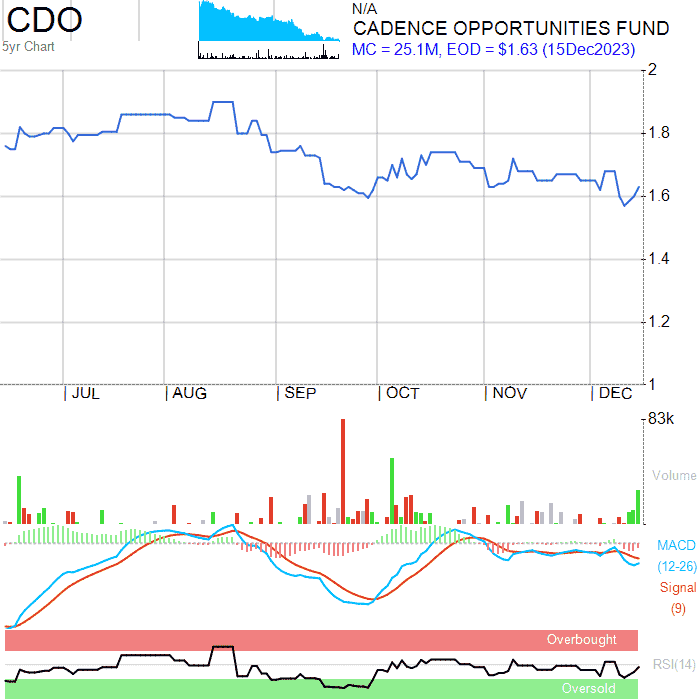 CDO
5yr Chart
N/A
CADENCE OPPORTUNITIES FUND
MC = 25.1M, EOD = $1.63 (15Dec2023)
2
1.8
1.6
1.4
1.2
1
JUL AUG SEP OCT NOV DEC
83k
Volume
MACD
(12-26)
Signal
(9)
Overbought
RSI(14)
Oversold